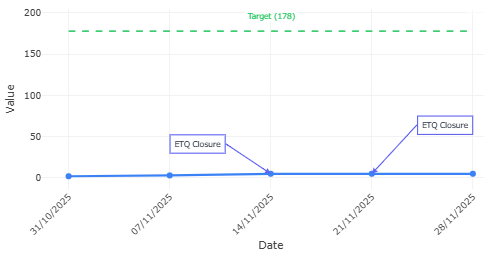 200
Target (178)
150
Value
100
50
ETQ Closure
ETQ Closure
0
31/10/2025
07/11/2025
14/11/2025
21/11/2025
28/11/2025
Date